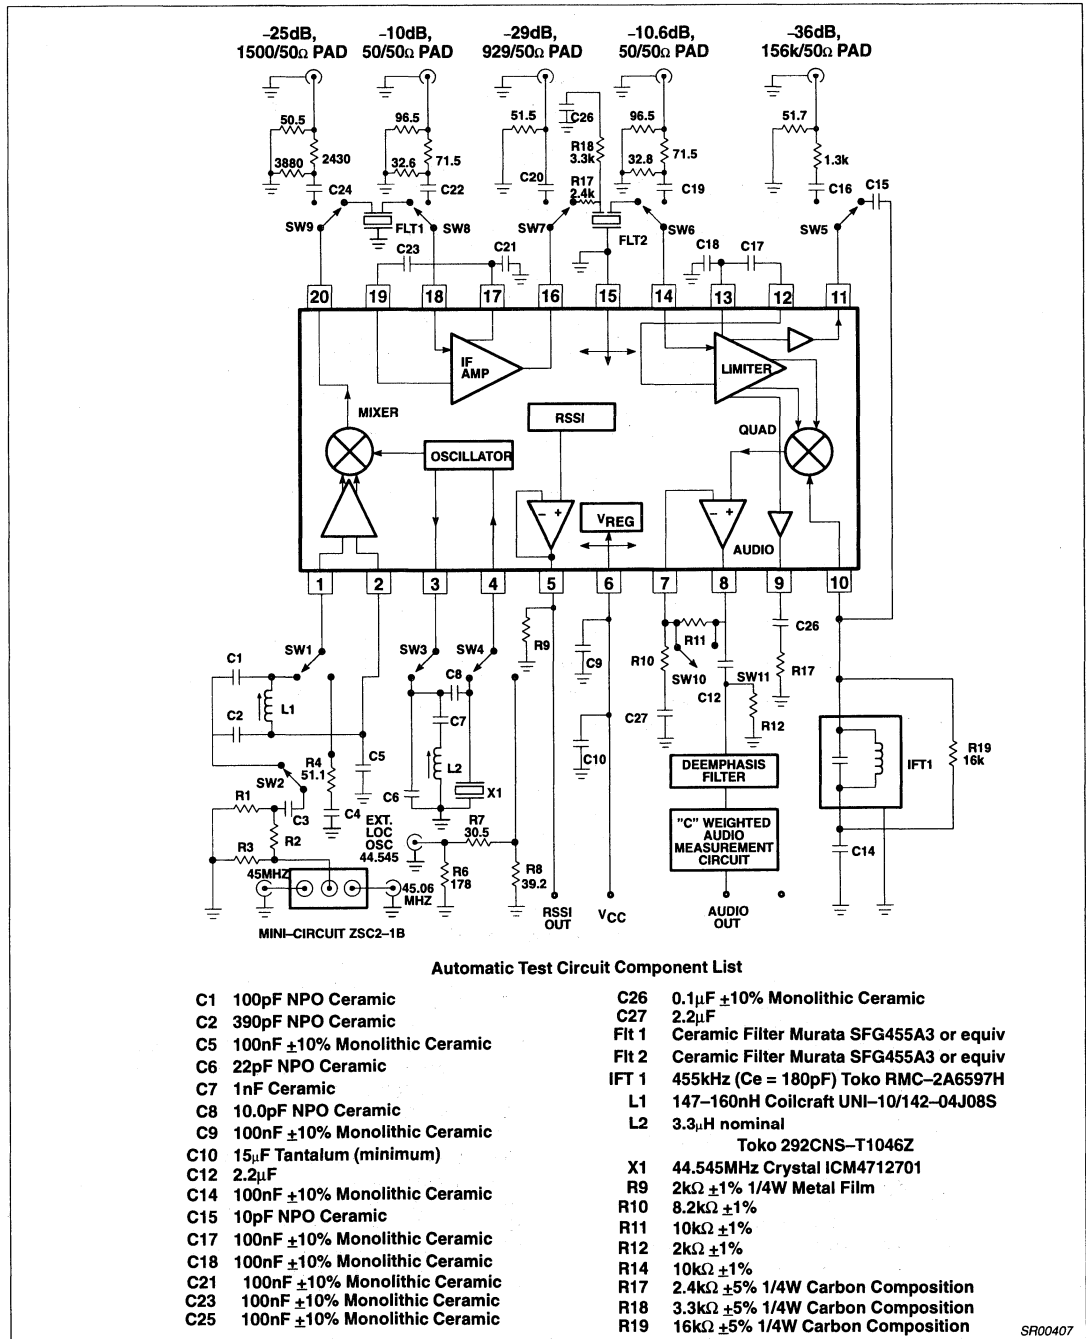 –25dB,
1500/50Ω PAD
–10dB,
50/50Ω PAD
–29dB,
929/50Ω PAD
–10.6dB,
50/50Ω PAD
–36dB,
156k/50Ω PAD
50.5
2430
3880
C24
SW9
96.5
71.5
32.6
C22
FLT1
SW8
51.5
C26
R18
3.3k
C20
R17
2.4k
SW7
96.5
71.5
32.8
C19
FLT2
SW6
51.7
1.3k
C16
C15
SW5
C23
C21
C18
C17
20
19
18
17
16
15
14
13
12
11
IF
AMP
LIMITER
MIXER
RSSI
QUAD
OSCILLATOR
– +
VREG
– +
AUDIO
1
2
3
4
5
6
7
8
9
10
SW1
C1
L1
C2
SW2
R4
51.1
C5
R1
C3
C4
R2
R3
45MHZ
45.06
MHZ
MINI–CIRCUIT ZSC2–1B
SW3
SW4
C8
C7
L2
C6
X1
EXT.
LOC
OSC
44.545
R7
30.5
R6
178
R8
39.2
R9
RSSI
OUT
C9
C10
VCC
R10
R11
SW10
C27
C12
SW11
R12
C26
R17
DEEMPHASIS
FILTER
"C" WEIGHTED
AUDIO
MEASUREMENT
CIRCUIT
AUDIO
OUT
IFT1
R19
16k
C14
Automatic Test Circuit Component List
C1 100pF NPO Ceramic
C2 390pF NPO Ceramic
C5 100nF ±10% Monolithic Ceramic
C6 22pF NPO Ceramic
C7 1nF Ceramic
C8 10.0pF NPO Ceramic
C9 100nF ±10% Monolithic Ceramic
C10 15μF Tantalum (minimum)
C12 2.2μF
C14 100nF ±10% Monolithic Ceramic
C15 10pF NPO Ceramic
C17 100nF ±10% Monolithic Ceramic
C18 100nF ±10% Monolithic Ceramic
C21 100nF ±10% Monolithic Ceramic
C23 100nF ±10% Monolithic Ceramic
C25 100nF ±10% Monolithic Ceramic
C26 0.1μF ±10% Monolithic Ceramic
C27 2.2μF
Flt 1 Ceramic Filter Murata SFG455A3 or equiv
Flt 2 Ceramic Filter Murata SFG455A3 or equiv
IFT 1 455kHz (Ce = 180pF) Toko RMC–2A6597H
L1 147–160nH Coilcraft UNI–10/142–04J08S
L2 3.3μH nominal
Toko 292CNS–T1046Z
X1 44.545MHz Crystal ICM4712701
R9 2kΩ ±1% 1/4W Metal Film
R10 8.2kΩ ±1%
R11 10kΩ ±1%
R12 2kΩ ±1%
R14 10kΩ ±1%
R17 2.4kΩ ±5% 1/4W Carbon Composition
R18 3.3kΩ ±5% 1/4W Carbon Composition
R19 16kΩ ±5% 1/4W Carbon Composition
SR00407